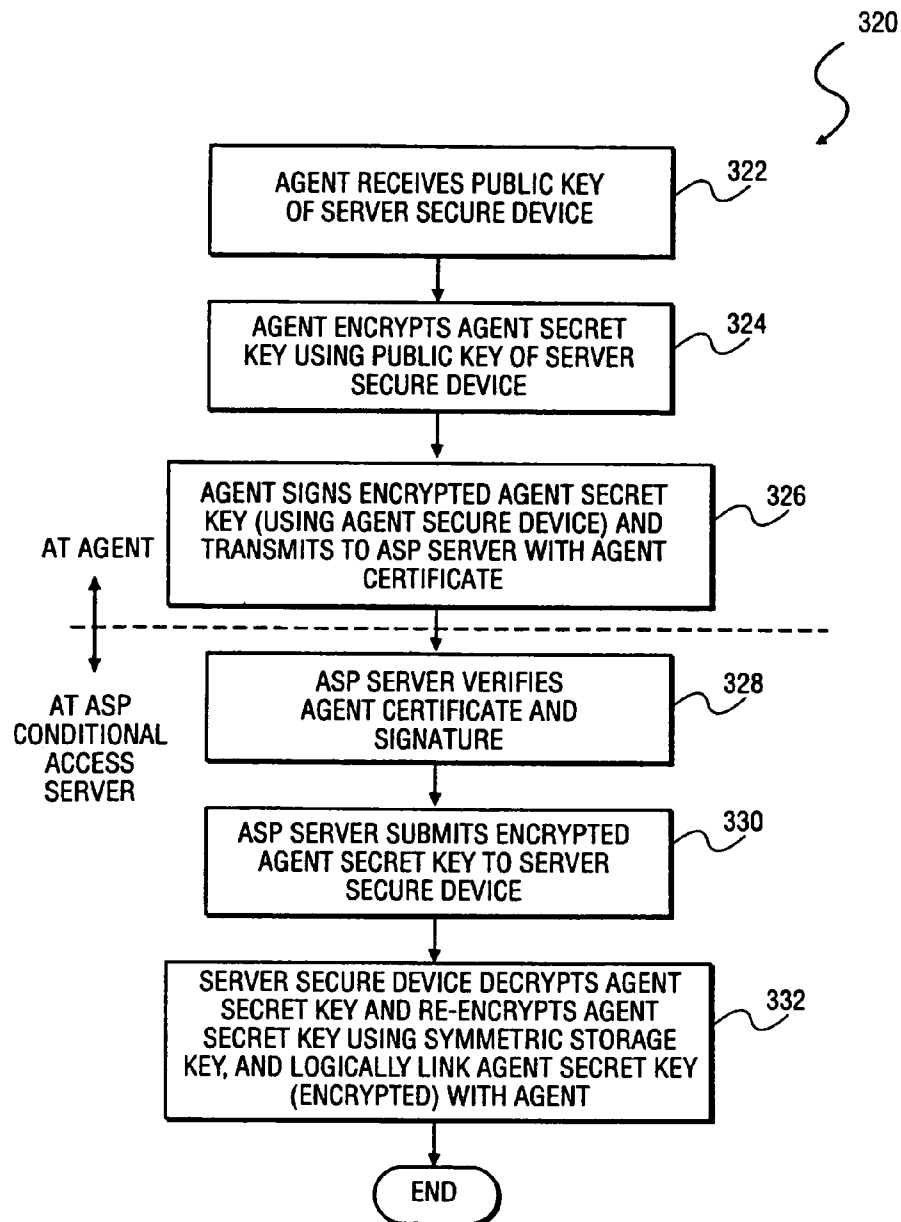 320
AGENT RECEIVES PUBLIC KEY
OF SERVER SECURE DEVICE
322
AGENT ENCRYPTS AGENT SECRET
KEY USING PUBLIC KEY OF SERVER
SECURE DEVICE
324
AGENT SIGNS ENCRYPTED AGENT SECRET
KEY (USING AGENT SECURE DEVICE) AND
TRANSMITS TO ASP SERVER WITH AGENT
CERTIFICATE
326
AT AGENT
AT ASP
CONDITIONAL
ACCESS
SERVER
ASP SERVER VERIFIES
AGENT CERTIFICATE AND
SIGNATURE
328
ASP SERVER SUBMITS ENCRYPTED
AGENT SECRET KEY TO SERVER
SECURE DEVICE
330
SERVER SECURE DEVICE DECRYPTS AGENT
SECRET KEY AND RE-ENCRYPTS AGENT
SECRET KEY USING SYMMETRIC STORAGE
KEY, AND LOGICALLY LINK AGENT SECRET KEY
(ENCRYPTED) WITH AGENT
332
END